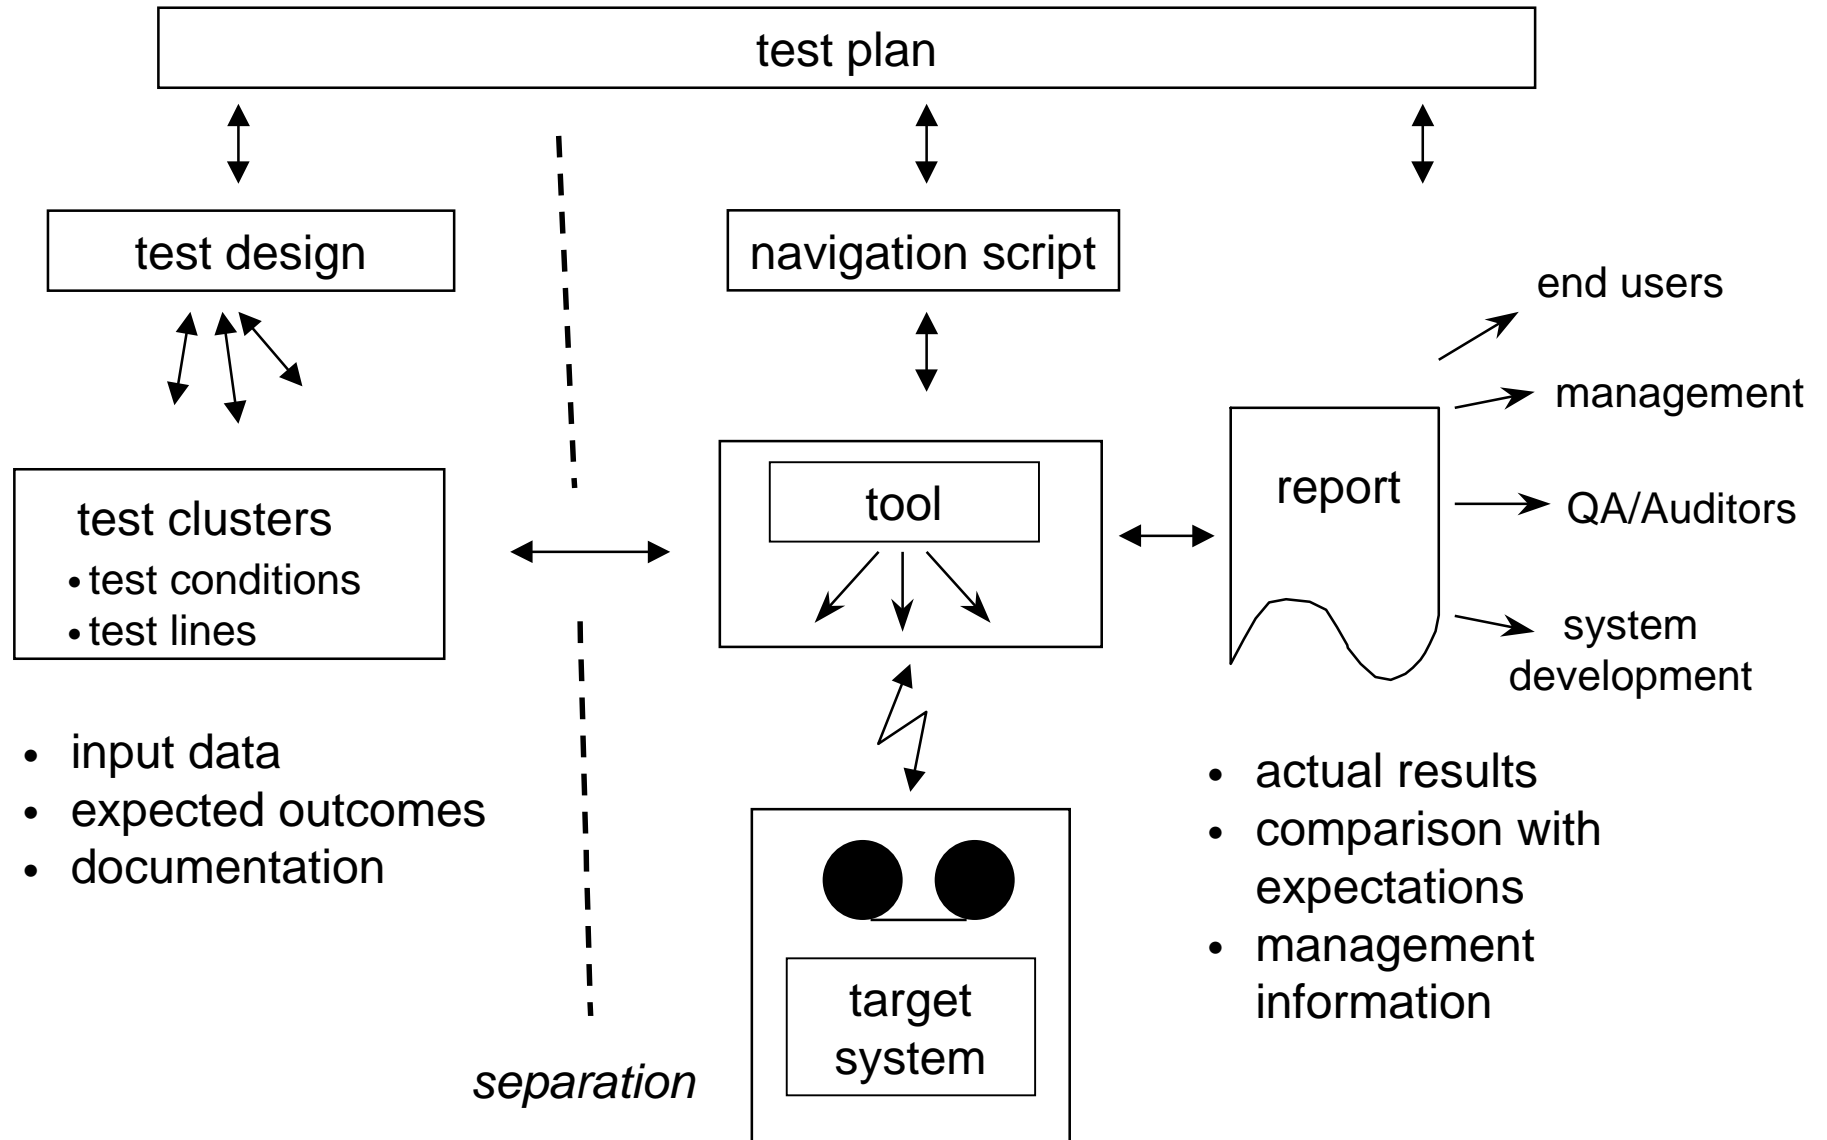 test plan
test design
navigation script
end users
management
QA/Auditors
system
development
report
tool
test clusters
• test conditions
• test lines
• input data
• expected outcomes
• documentation
• actual results
• comparison with
expectations
• management
information
target
system
separation